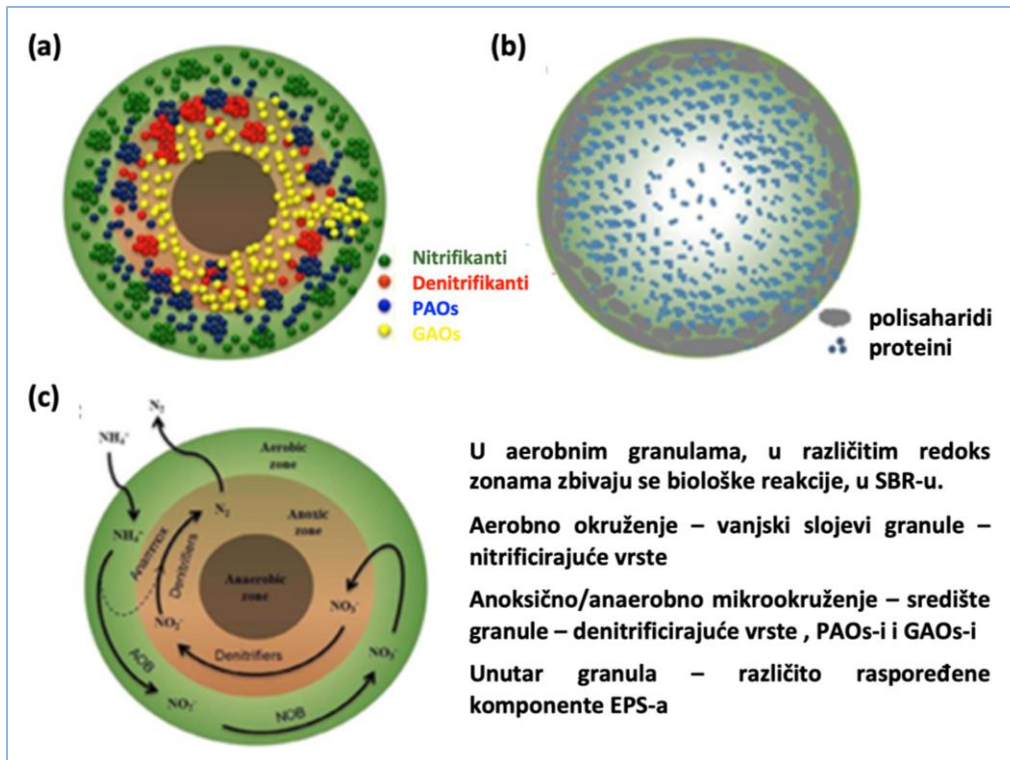 (a)
(b)
Nitrifikanti
Denitrifikanti
PAOs
GAOs
polisaharidi
proteini
(c)
N₂
NH₄⁺
Aerobic
zone
NH₄⁺
N₂
Anoxic
zone
Anammox
Denitrifiers
Anaerobic
zone
NO₂⁻
NO₃⁻
Denitrifiers
NO₃⁻
AOB
NO₂⁻
NOB
U aerobnim granulama, u različitim redoks
zonama zbivaju se biološke reakcije, u SBR-u.
Aerobno okruženje – vanjski slojevi granule –
nitrificirajuće vrste
Anoksično/anaerobno mikrookruženje – središte
granule – denitrificirajuće vrste , PAOs-i i GAOs-i
Unutar granula – različito raspoređene
komponente EPS-a